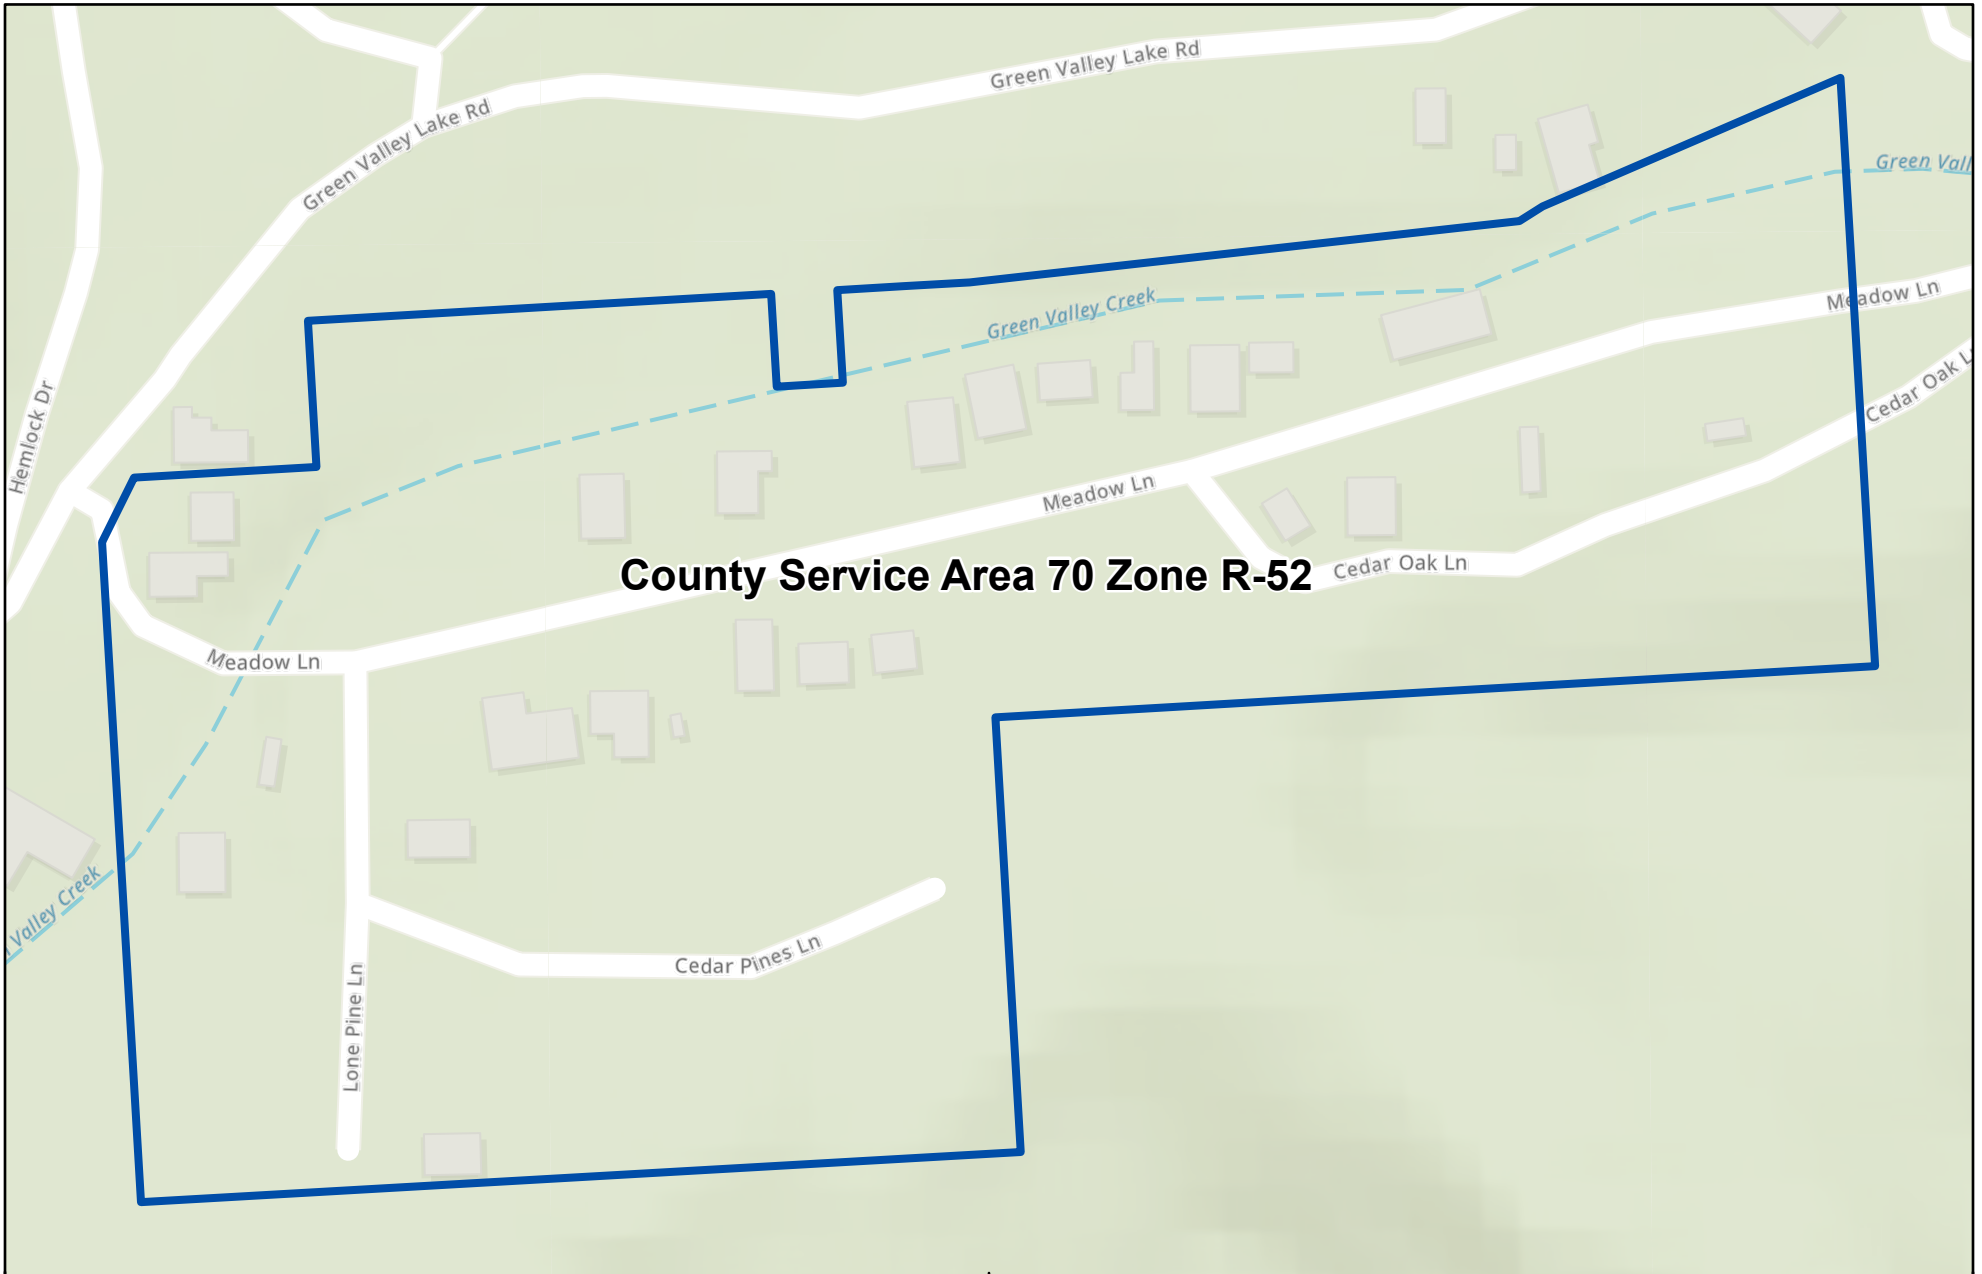 Green Valley Lake Rd
Green Valley Lake Rd
Green Vall
Green Valley Creek
Meadow Ln
Cedar Oak L
Hemlock Dr
Meadow Ln
Cedar Oak Ln
County Service Area 70 Zone R-52
Meadow Ln
Valley Creek
Cedar Pines Ln
Lone Pine Ln